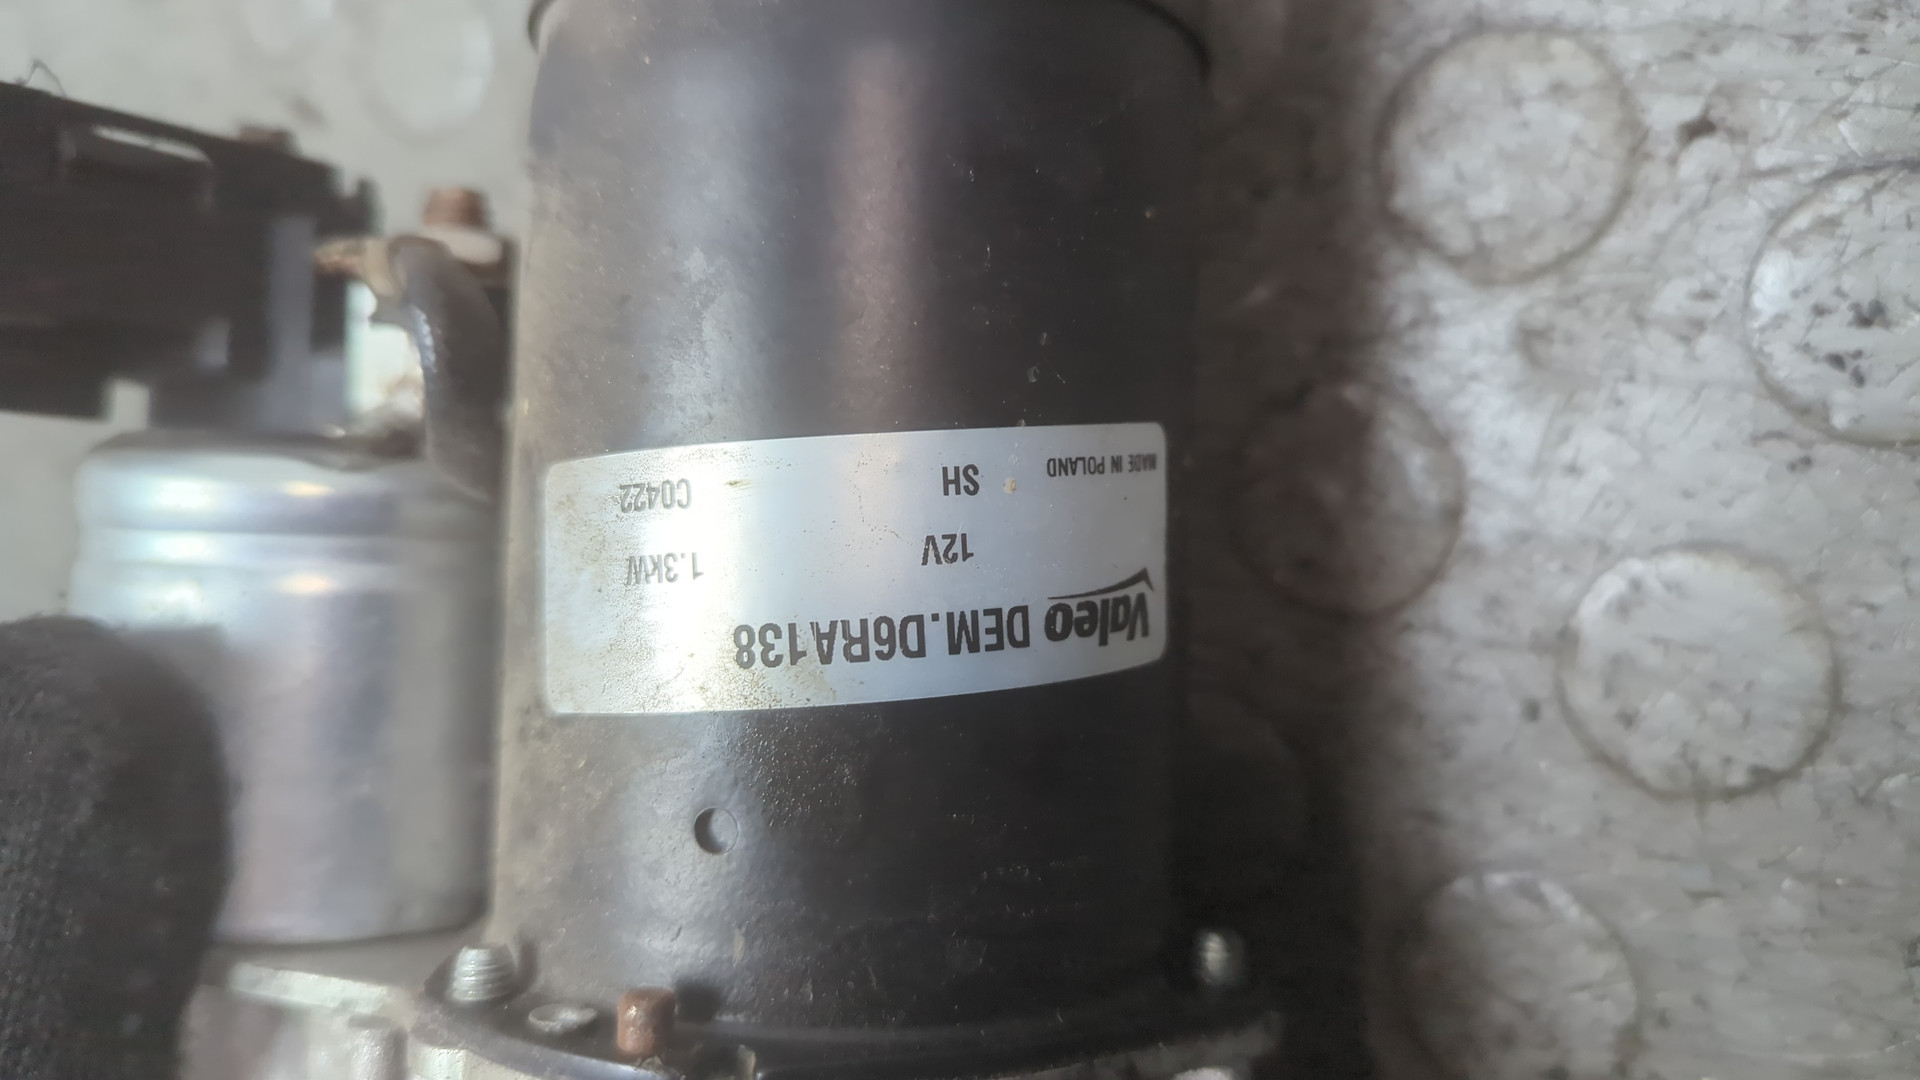 Valeo DEM.D6RA138
12V 1.3kW
MADE IN POLAND SH C0422